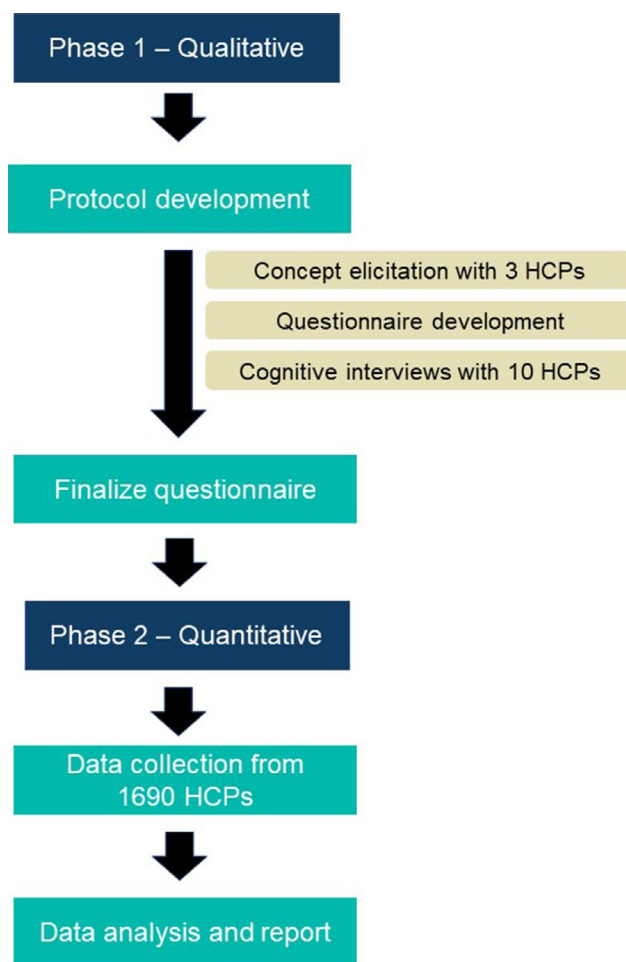 Phase 1 – Qualitative
Protocol development
Concept elicitation with 3 HCPs
Questionnaire development
Cognitive interviews with 10 HCPs
Finalize questionnaire
Phase 2 – Quantitative
Data collection from
1690 HCPs
Data analysis and report